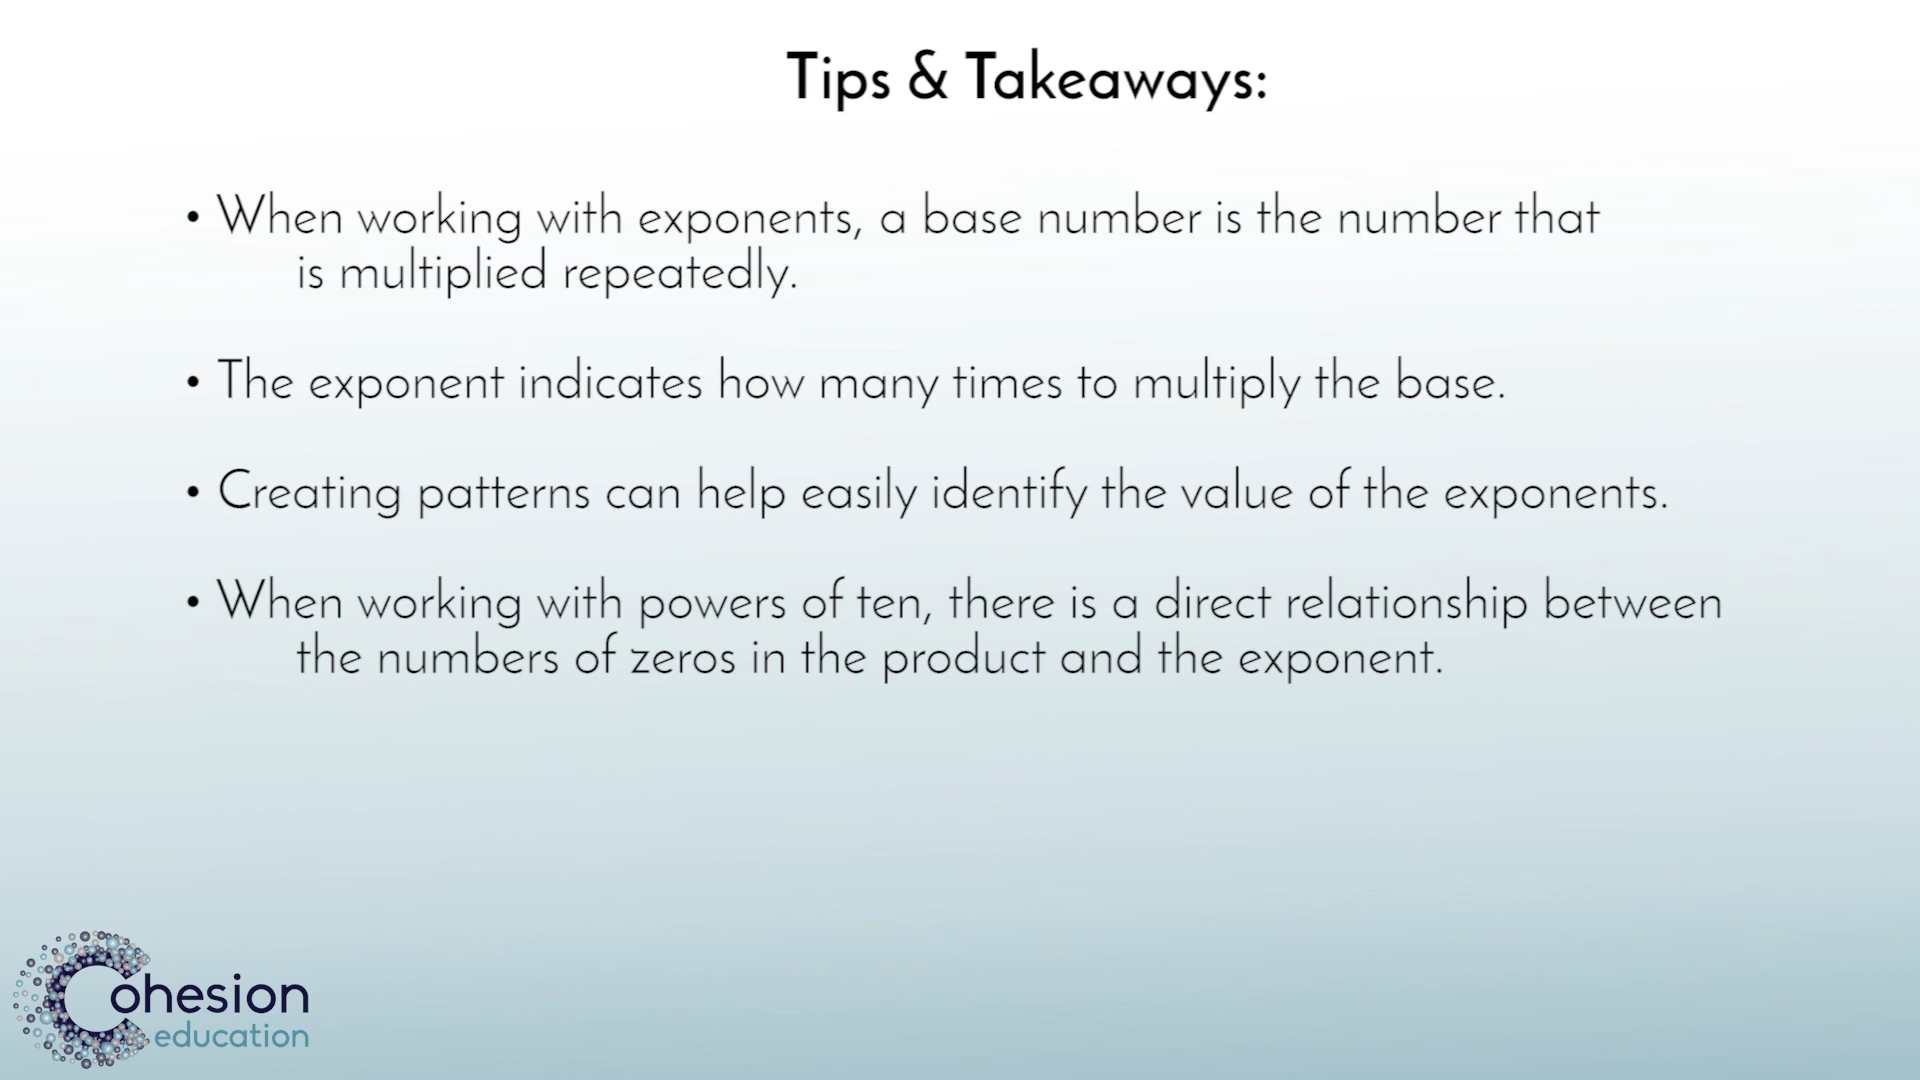 Tips & Takeaways:
• When working with exponents, a base number is the number that
is multiplied repeatedly.
• The exponent indicates how many times to multiply the base.
• Creating patterns can help easily identify the value of the exponents.
• When working with powers of ten, there is a direct relationship between
the numbers of zeros in the product and the exponent.
Cohesion
education